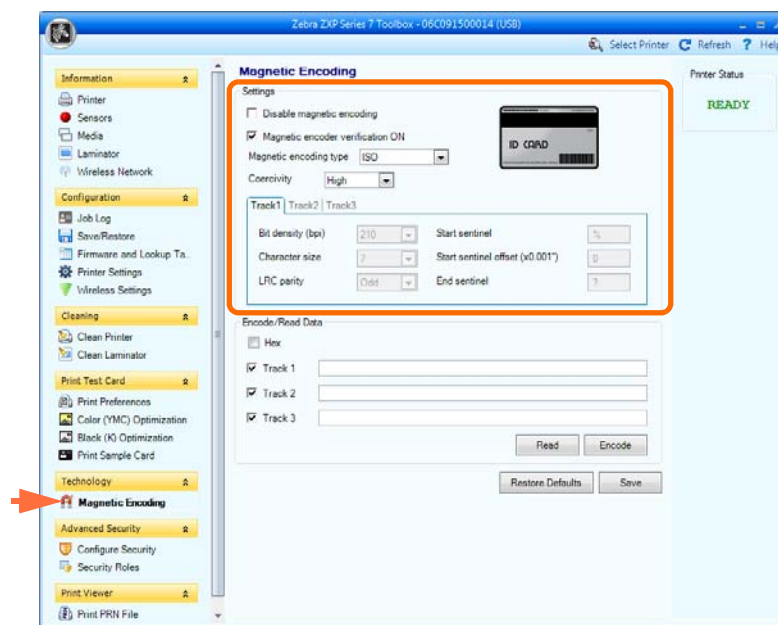 Zebra ZXP Series 7 Toolbox - 06C091500014 (USB)
Select Printer Refresh ? Help
Information
Printer
Sensors
Media
Laminator
Wireless Network
Configuration
Job Log
Save/Restore
Firmware and Lookup Ta..
Printer Settings
Wireless Settings
Cleaning
Clean Printer
Clean Laminator
Print Test Card
Print Preferences
Color (YMC) Optimization
Black (K) Optimization
Print Sample Card
Technology
Magnetic Encoding
Advanced Security
Configure Security
Security Roles
Print Viewer
Print PRN File
Magnetic Encoding
Settings
Disable magnetic encoding
Magnetic encoder verification ON
Magnetic encoding type ISO
Coercivity High
ID CARD
Track1 Track2 Track3
Bit density (bpi) 210 Start sentinel %
Character size 7 Start sentinel offset (x0.001") 0
LRC parity Odd End sentinel ?
Encode/Read Data
Hex
Track 1
Track 2
Track 3
Read Encode
Restore Defaults Save
Printer Status
READY